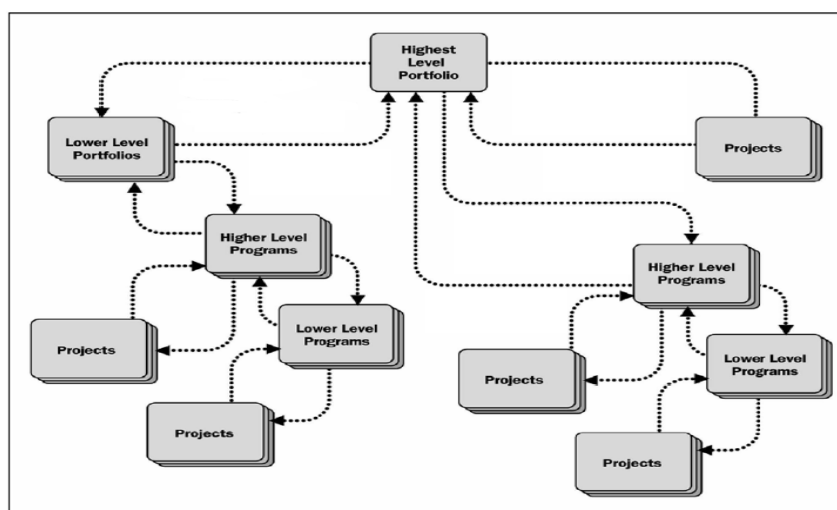 Highest
Level
Portfolio
Lower Level
Portfolios
Projects
Higher Level
Programs
Higher Level
Programs
Projects
Lower Level
Programs
Projects
Lower Level
Programs
Projects
Projects